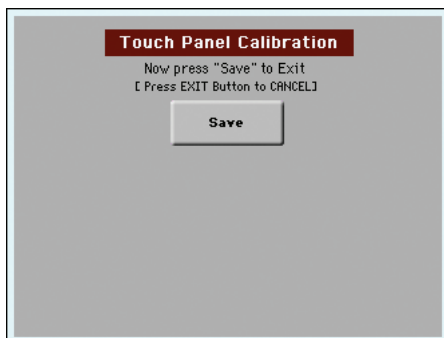 Touch Panel Calibration
Now press "Save" to Exit
[ Press EXIT Button to CANCEL]
Save